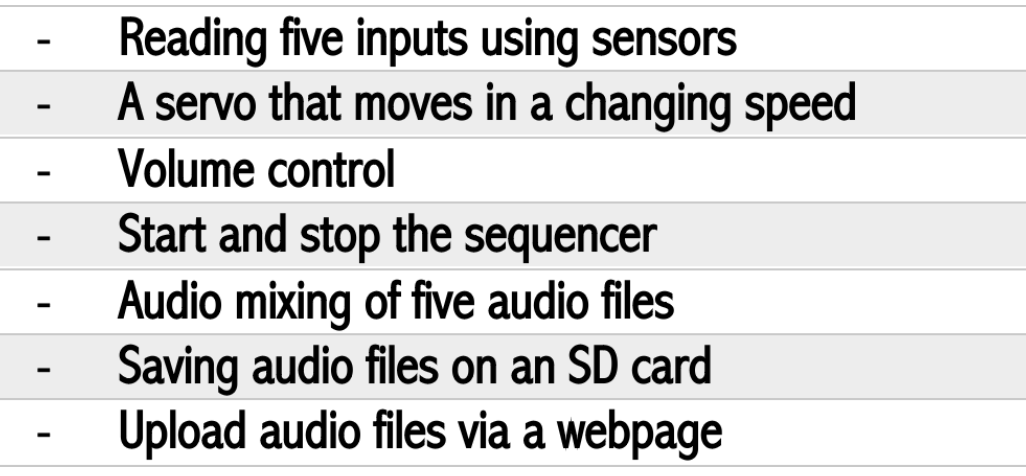 - Reading five inputs using sensors
- A servo that moves in a changing speed
- Volume control
- Start and stop the sequencer
- Audio mixing of five audio files
- Saving audio files on an SD card
- Upload audio files via a webpage